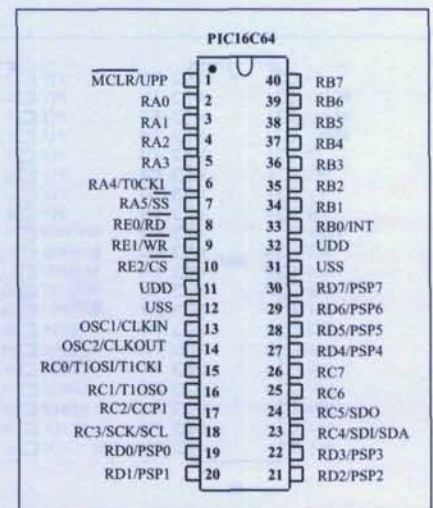 PIC16C64
MCLR/UPP 1 40 RB7
RA0 2 39 RB6
RA1 3 38 RB5
RA2 4 37 RB4
RA3 5 36 RB3
RA4/T0CKI 6 35 RB2
RA5/SS 7 34 RB1
RE0/RD 8 33 RB0/INT
RE1/WR 9 32 UDD
RE2/CS 10 31 USS
UDD 11 30 RD7/PSP7
USS 12 29 RD6/PSP6
OSC1/CLKIN 13 28 RD5/PSP5
OSC2/CLKOUT 14 27 RD4/PSP4
RC0/T1OSI/T1CKI 15 26 RC7
RC1/T1OSO 16 25 RC6
RC2/CCP1 17 24 RC5/SDO
RC3/SCK/SCL 18 23 RC4/SDI/SDA
RD0/PSP0 19 22 RD3/PSP3
RD1/PSP1 20 21 RD2/PSP2